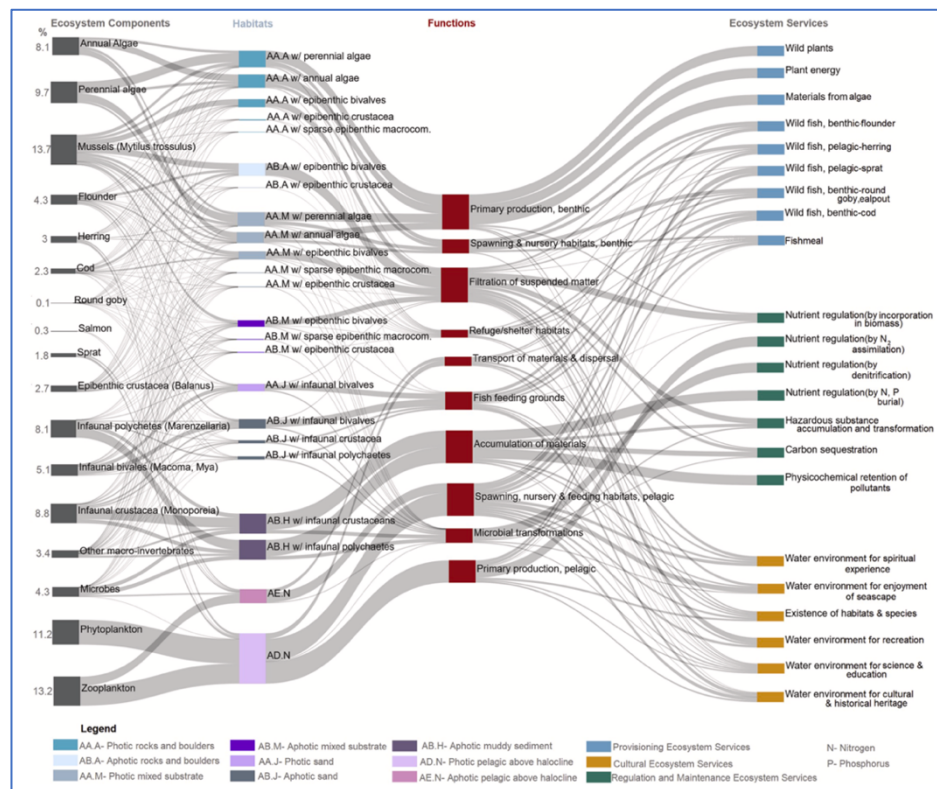 Ecosystem Components
Habitats
Functions
Ecosystem Services
%
8.1
Annual Algae
9.7
Perennial algae
13.7
Mussels (Mytilus trossulus)
4.3
Flounder
3
Herring
2.3
Cod
0.1
Round goby
0.3
Salmon
1.8
Sprat
2.7
Epibenthic crustacea (Balanus)
8.1
Infaunal polychetes (Marenzellaria)
5.1
Infaunal bivales (Macoma, Mya)
8.8
Infaunal crustacea (Monoporeia)
3.4
Other macro-invertebrates
4.3
Microbes
11.2
Phytoplankton
13.2
Zooplankton
AA.A w/ perennial algae
AA.A w/ annual algae
AA.A w/ epibenthic bivalves
AA.A w/ epibenthic crustacea
AA.A w/ sparse epibenthic macrocom.
AB.A w/ epibenthic bivalves
AB.A w/ epibenthic crustacea
AA.M w/ perennial algae
AA.M w/ annual algae
AA.M w/ epibenthic bivalves
AA.M w/ sparse epibenthic macrocom.
AA.M w/ epibenthic crustacea
AB.M w/ epibenthic bivalves
AB.M w/ sparse epibenthic macrocom.
AB.M w/ epibenthic crustacea
AA.J w/ infaunal bivalves
AB.J w/ infaunal bivalves
AB.J w/ infaunal crustacea
AB.J w/ infaunal polychaetes
AB.H w/ infaunal crustaceans
AB.H w/ infaunal polychaetes
AE.N
AD.N
Primary production, benthic
Spawning & nursery habitats, benthic
Filtration of suspended matter
Refuge/shelter habitats
Transport of materials & dispersal
Fish feeding grounds
Accumulation of materials
Spawning, nursery & feeding habitats, pelagic
Microbial transformations
Primary production, pelagic
Wild plants
Plant energy
Materials from algae
Wild fish, benthic-flounder
Wild fish, pelagic-herring
Wild fish, pelagic-sprat
Wild fish, benthic-round
goby,ealpout
Wild fish, benthic-cod
Fishmeal
Nutrient regulation(by incorporation
in biomass)
Nutrient regulation(by N2
assimilation)
Nutrient regulation(by
denitrification)
Nutrient regulation(by N, P
burial)
Hazardous substance
accumulation and transformation
Carbon sequestration
Physicochemical retention of
pollutants
Water environment for spiritual
experience
Water environment for enjoyment
of seascape
Existence of habitats & species
Water environment for recreation
Water environment for science &
education
Water environment for cultural
& historical heritage
Legend
AA.A- Photic rocks and boulders
AB.A- Aphotic rocks and boulders
AA.M- Photic mixed substrate
AB.M- Aphotic mixed substrate
AA.J- Photic sand
AB.J- Aphotic sand
AB.H- Aphotic muddy sediment
AD.N- Photic pelagic above halocline
AE.N- Aphotic pelagic above halocline
Provisioning Ecosystem Services
Cultural Ecosystem Services
Regulation and Maintenance Ecosystem Services
N- Nitrogen
P- Phosphorus